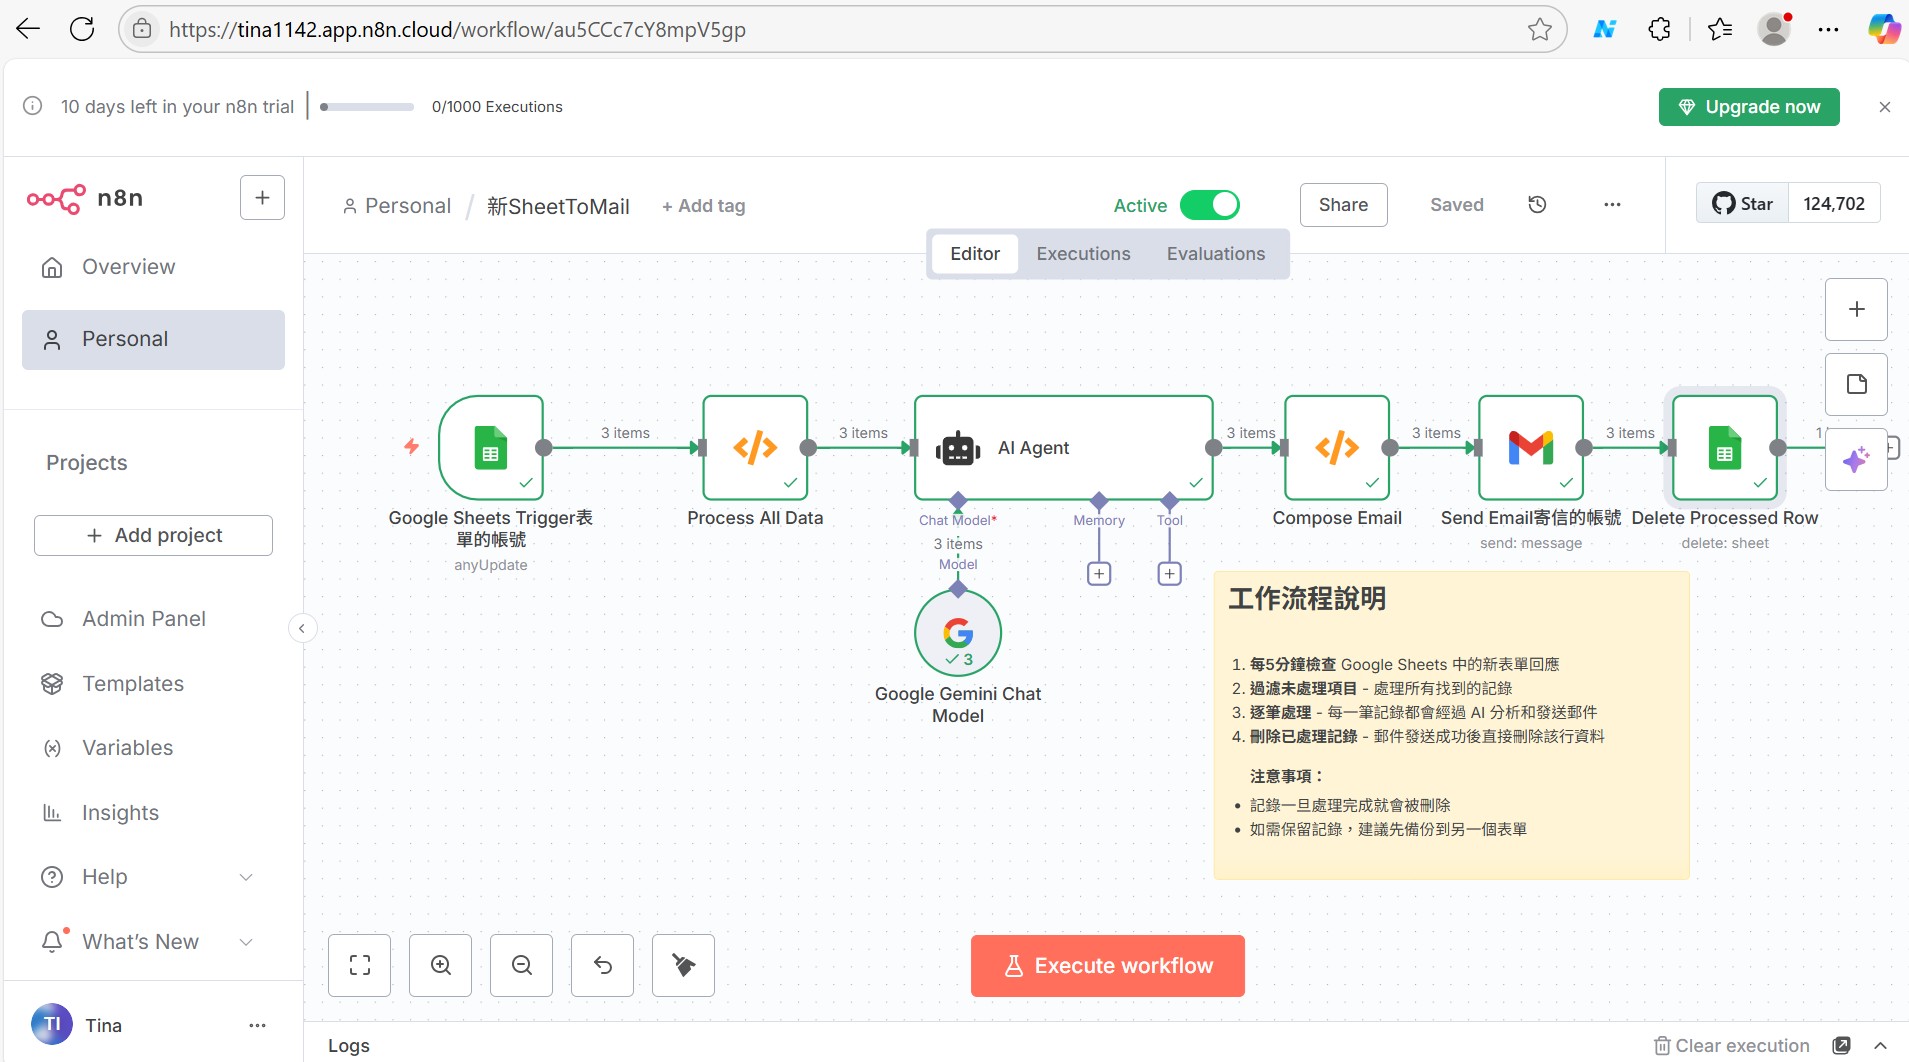 https://tina1142.app.n8n.cloud/workflow/au5CCc7cY8mpV5gp
10 days left in your n8n trial
0/1000 Executions
Upgrade now
n8n
Personal / 新SheetToMail + Add tag
Active
Share
Saved
Star
124,702
Editor
Executions
Evaluations
Overview
Personal
Projects
+ Add project
Admin Panel
Templates
Variables
Insights
Help
What's New
TI
Tina
3 items
3 items
3 items
3 items
3 items
1
AI Agent
Google Sheets Trigger表
單的帳號
anyUpdate
Process All Data
Chat Model*
Memory
Tool
3 items
Model
3
Google Gemini Chat
Model
Compose Email
Send Email寄信的帳號
send: message
Delete Processed Row
delete: sheet
工作流程說明
1. 每5分鐘檢查 Google Sheets 中的新表單回應
2. 過濾未處理項目 - 處理所有找到的記錄
3. 逐筆處理 - 每一筆記錄都會經過 AI 分析和發送郵件
4. 刪除已處理記錄 - 郵件發送成功後直接刪除該行資料
注意事項：
• 記錄一旦處理完成就會被刪除
• 如需保留記錄，建議先備份到另一個表單
Execute workflow
Logs
Clear execution